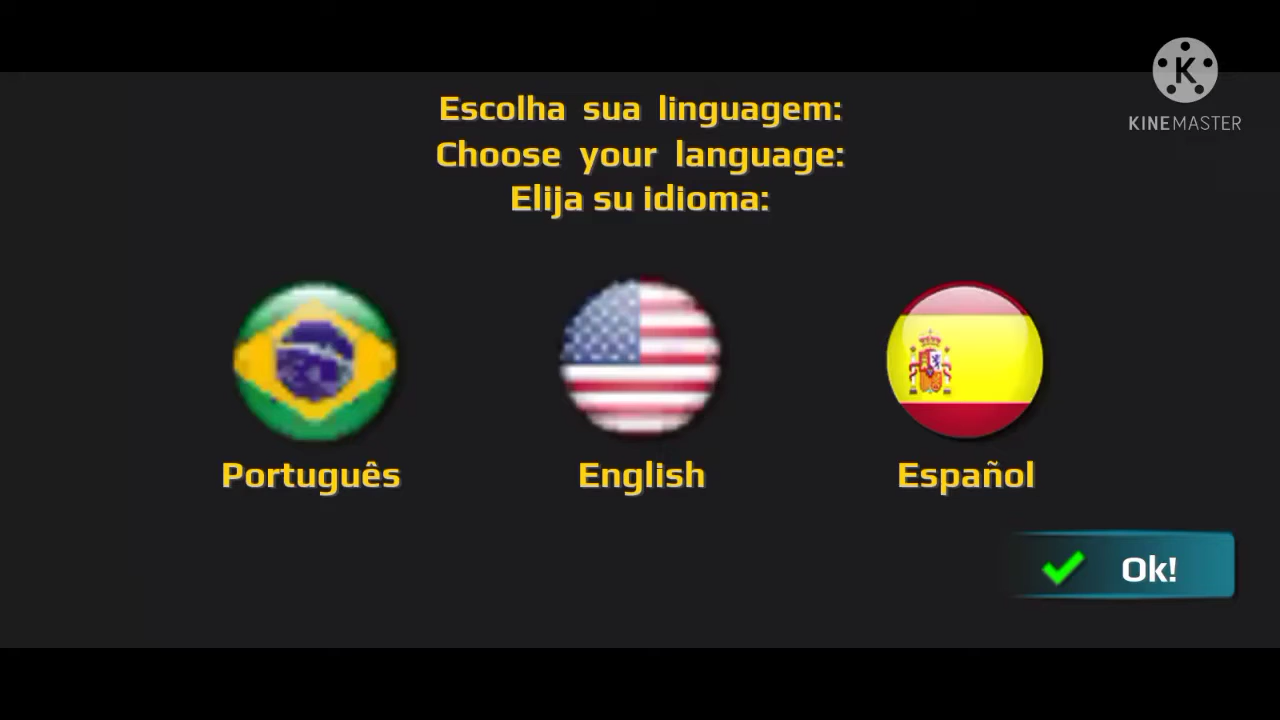 K
KINEMASTER
Escolha sua linguagem:
Choose your language:
Elija su idioma:
Português
English
Español
Ok!